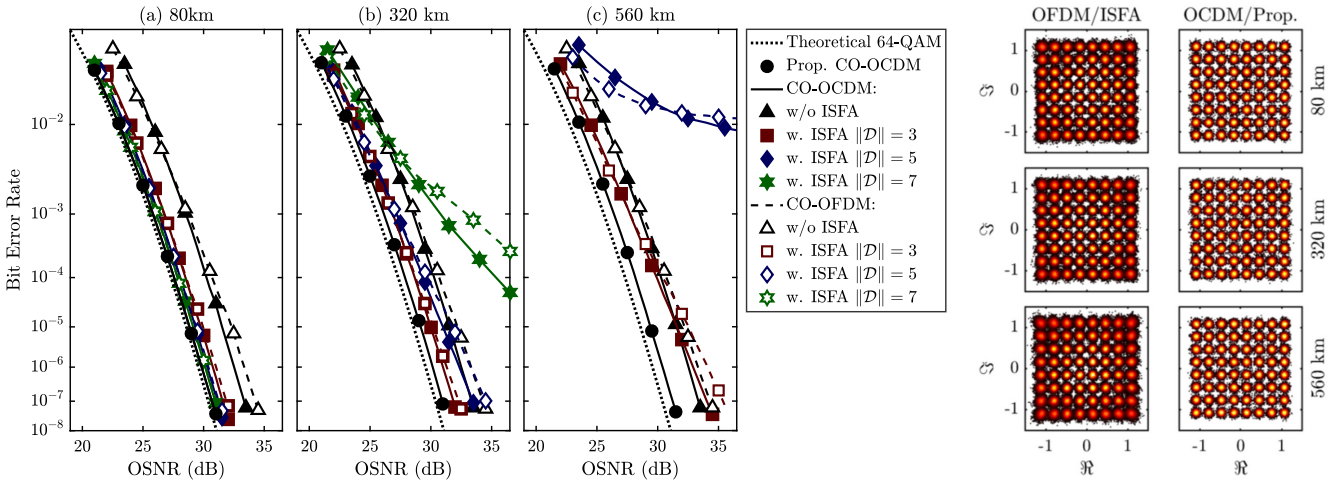 (a) 80km
(b) 320 km
(c) 560 km
OFDM/ISFA
OCDM/Prop.
Bit Error Rate
10^-2
10^-3
10^-4
10^-5
10^-6
10^-7
10^-8
20 25 30 35
OSNR (dB)
20 25 30 35
OSNR (dB)
20 25 30 35
OSNR (dB)
Theoretical 64-QAM
Prop. CO-OCDM
CO-OCDM:
w/o ISFA
w. ISFA ‖𝒟‖ = 3
w. ISFA ‖𝒟‖ = 5
w. ISFA ‖𝒟‖ = 7
CO-OFDM:
w/o ISFA
w. ISFA ‖𝒟‖ = 3
w. ISFA ‖𝒟‖ = 5
w. ISFA ‖𝒟‖ = 7
ℑ
1
0
-1
80 km
ℑ
1
0
-1
320 km
ℑ
1
0
-1
560 km
-1 0 1
ℜ
-1 0 1
ℜ